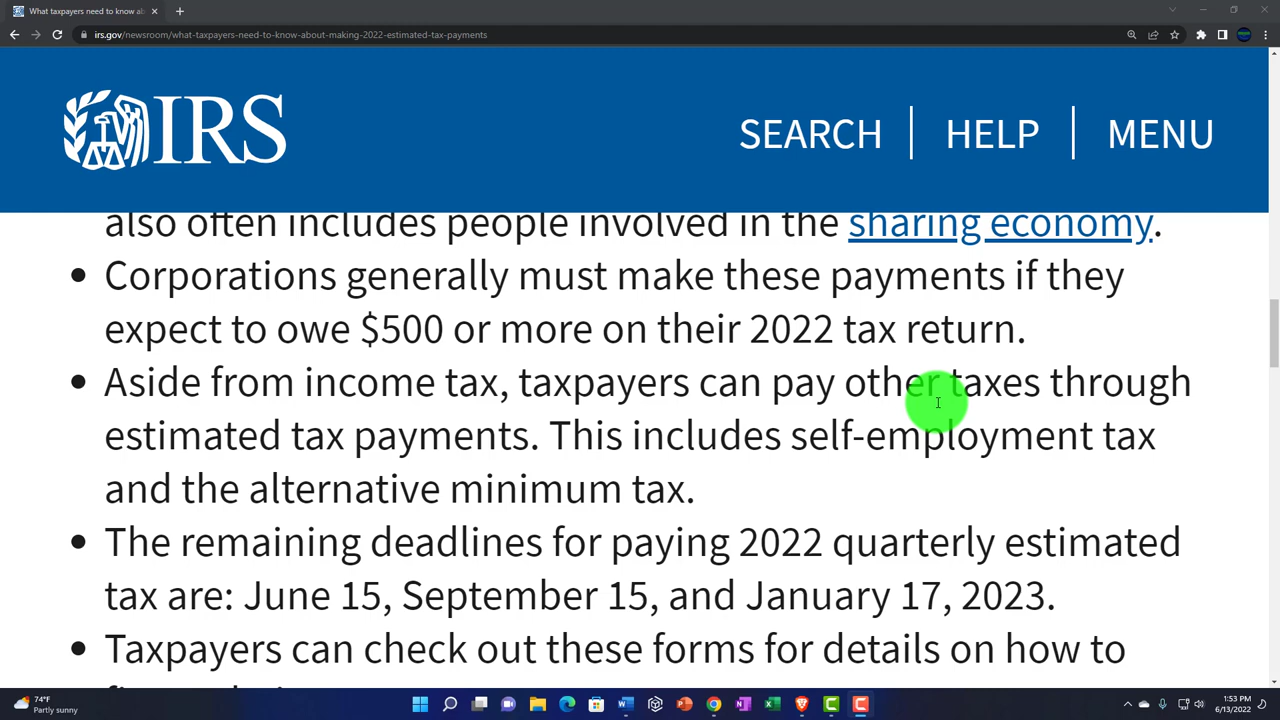 What taxpayers need to know ab
irs.gov/newsroom/what-taxpayers-need-to-know-about-making-2022-estimated-tax-payments
IRS
SEARCH
HELP
MENU
also often includes people involved in the sharing economy.
• Corporations generally must make these payments if they
expect to owe $500 or more on their 2022 tax return.
• Aside from income tax, taxpayers can pay other taxes through
estimated tax payments. This includes self-employment tax
and the alternative minimum tax.
• The remaining deadlines for paying 2022 quarterly estimated
tax are: June 15, September 15, and January 17, 2023.
• Taxpayers can check out these forms for details on how to
74°F
Partly sunny
1:53 PM
6/13/2022